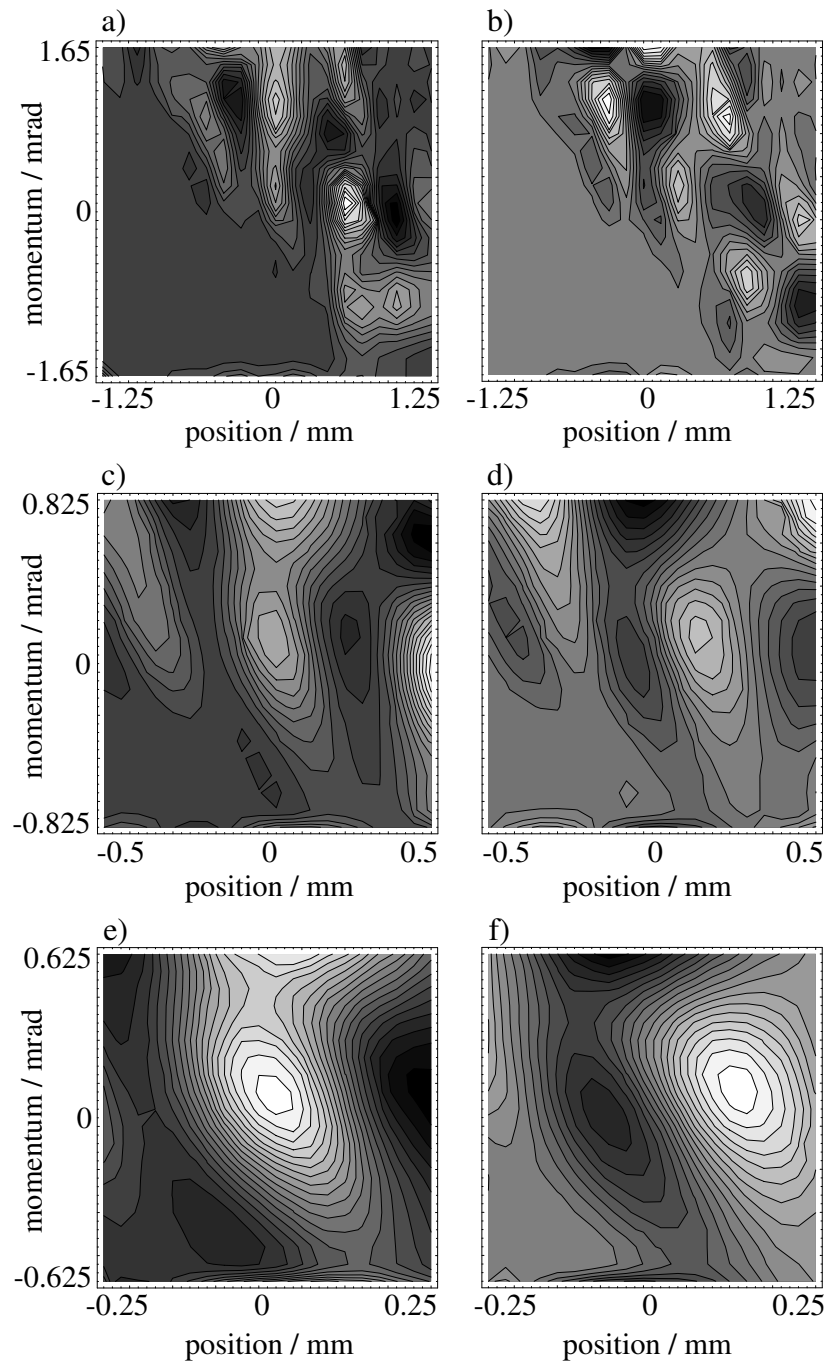 a)
b)
1.65
momentum / mrad
0
-1.65
-1.25 0 1.25
-1.25 0 1.25
position / mm
position / mm
c)
d)
0.825
momentum / mrad
0
-0.825
-0.5 0 0.5
-0.5 0 0.5
position / mm
position / mm
e)
f)
0.625
momentum / mrad
0
-0.625
-0.25 0 0.25
-0.25 0 0.25
position / mm
position / mm